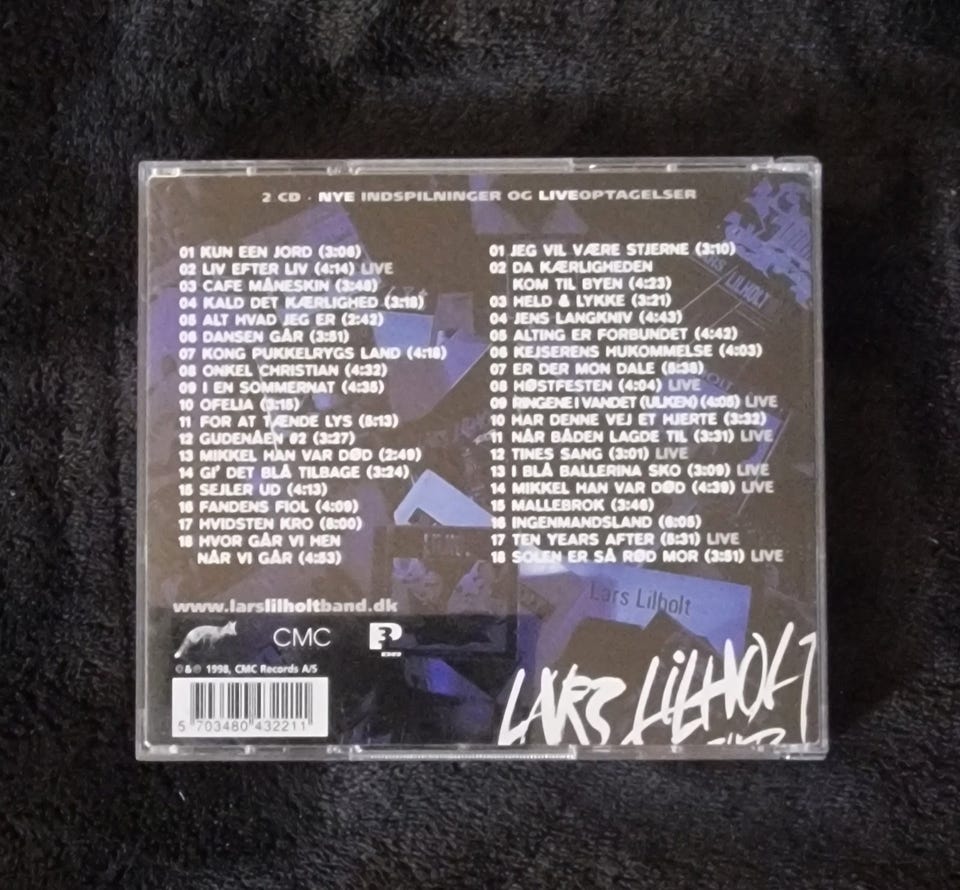 2 CD · NYE INDSPILNINGER OG LIVEOPTAGELSER
01 KUN EEN JORD (3:08)
02 LIV EFTER LIV (4:14) LIVE
03 CAFE MÅNESKIN (3:48)
04 KALD DET KÆRLIGHED (3:18)
05 ALT HVAD JEG ER (2:42)
06 DANSEN GÅR (3:51)
07 KONG PUKKELRYGS LAND (4:18)
08 ONKEL CHRISTIAN (4:32)
09 I EN SOMMERNAT (4:35)
10 OFELIA (3:15)
11 FOR AT TÆNDE LYS (5:13)
12 GUDENÅEN #2 (3:27)
13 MIKKEL HAN VAR DØD (2:49)
14 GI' DET BLÅ TILBAGE (3:24)
15 SEJLER UD (4:13)
16 FANDENS FIOL (4:09)
17 HVIDSTEN KRO (6:00)
18 HVOR GÅR VI HEN
NÅR VI GÅR (4:53)
01 JEG VIL VÆRE STJERNE (3:10)
02 DA KÆRLIGHEDEN
KOM TIL BYEN (4:23)
03 HELD & LYKKE (3:21)
04 JENS LANGKNIV (4:43)
05 ALTING ER FORBUNDET (4:42)
06 KEJSERENS HUKOMMELSE (4:03)
07 ER DER MON DALE (5:38)
08 HØSTFESTEN (4:04) LIVE
09 RINGENE I VANDET (ULKEN) (4:05) LIVE
10 HAR DENNE VEJ ET HJERTE (3:32)
11 NÅR BÅDEN LAGDE TIL (3:31) LIVE
12 TINES SANG (3:01) LIVE
13 I BLÅ BALLERINA SKO (3:09) LIVE
14 MIKKEL HAN VAR DØD (4:39) LIVE
15 MALLEBROK (3:46)
16 INGENMANDSLAND (6:05)
17 TEN YEARS AFTER (5:31) LIVE
18 SOLEN ER SÅ RØD MOR (3:51) LIVE
LILHOLT
Lars Lilholt
www.larslilholtband.dk
CMC
P3
DR
© & ℗ 1998, CMC Records A/S
5 703480 432211
LARS LILHOLT